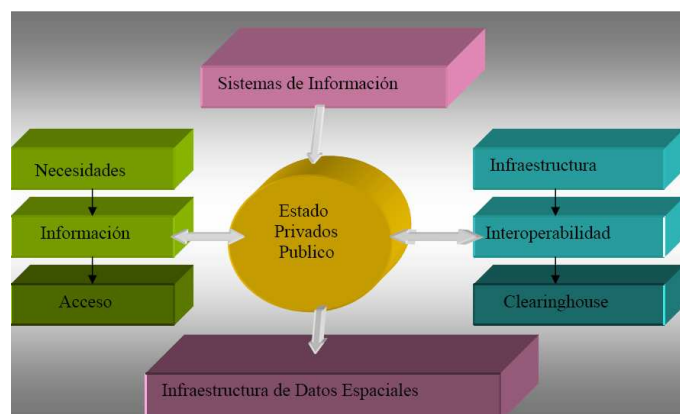 Sistemas de Información
Necesidades
Información
Acceso
Estado
Privados
Publico
Infraestructura
Interoperabilidad
Clearinghouse
Infraestructura de Datos Espaciales